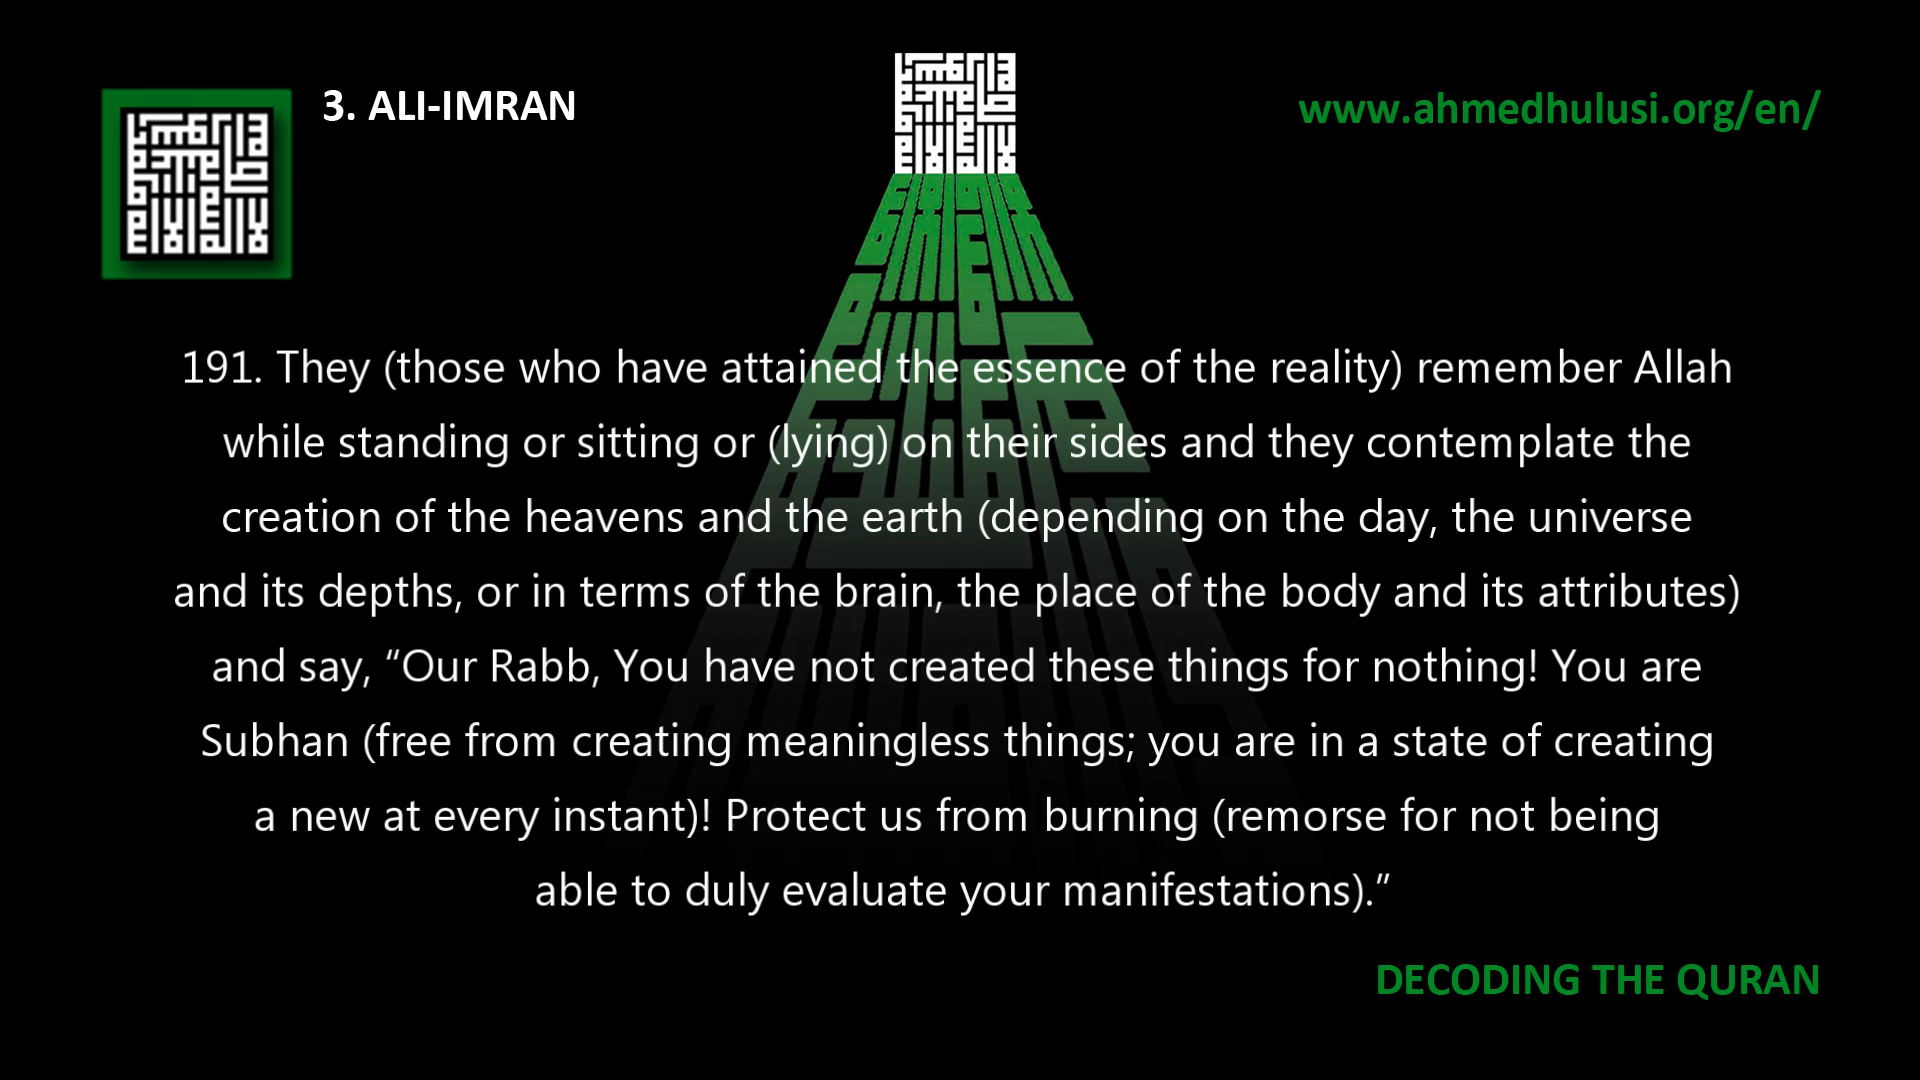 3. ALI-IMRAN
www.ahmedhulusi.org/en/
191. They (those who have attained the essence of the reality) remember Allah
while standing or sitting or (lying) on their sides and they contemplate the
creation of the heavens and the earth (depending on the day, the universe
and its depths, or in terms of the brain, the place of the body and its attributes)
and say, “Our Rabb, You have not created these things for nothing! You are
Subhan (free from creating meaningless things; you are in a state of creating
a new at every instant)! Protect us from burning (remorse for not being
able to duly evaluate your manifestations).”
DECODING THE QURAN